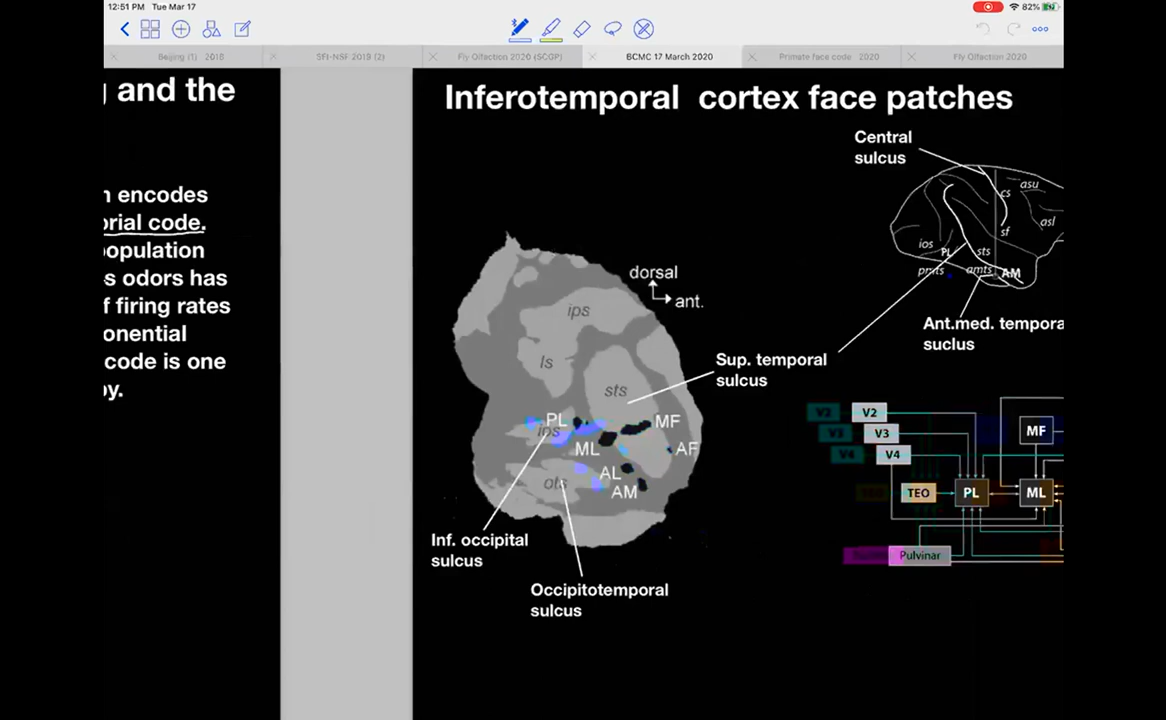 12:51 PM Tue Mar 17
82%
Beijing (1) 2018
SFI-NSF 2019 (2)
Fly Olfaction 2020 (SCGP)
BCMC 17 March 2020
Primate face code 2020
Fly Olfaction 2020
and the
encodes
orial code.
opulation
s odors has
f firing rates
onential
code is one
y.
Inferotemporal cortex face patches
Central
sulcus
cs
asu
asl
sf
ios
PL
sts
pmts
amts
AM
Ant.med. tempora
suclus
dorsal
ant.
ips
ls
sts
Sup. temporal
sulcus
PL
ios
MF
ML
AF
AL
AM
ots
Inf. occipital
sulcus
Occipitotemporal
sulcus
V2
V2
V3
V3
V4
V4
MF
TEO
PL
ML
Pulvinar